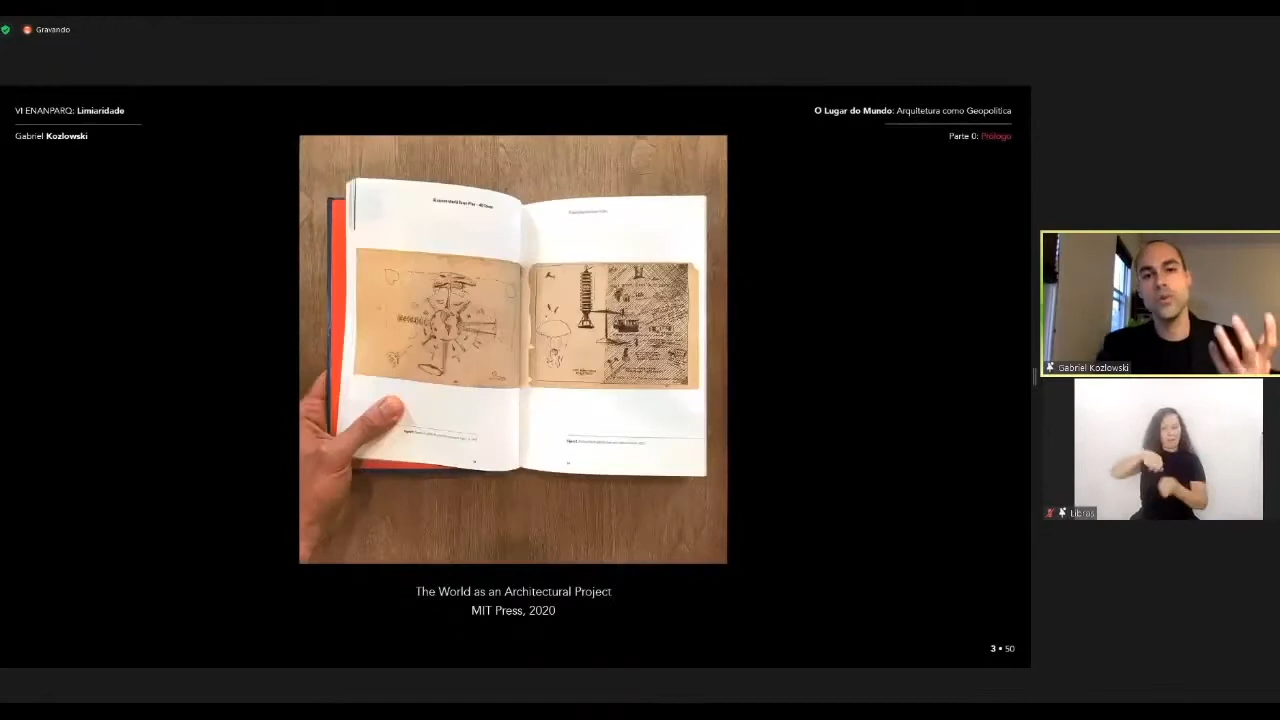 Gravando
VI ENANPARQ: Limiaridade
Gabriel Kozlowski
O Lugar do Mundo: Arquitetura como Geopolítica
Parte 0: Prólogo
The World as an Architectural Project
MIT Press, 2020
3 • 50
Gabriel Kozlowski
Libras